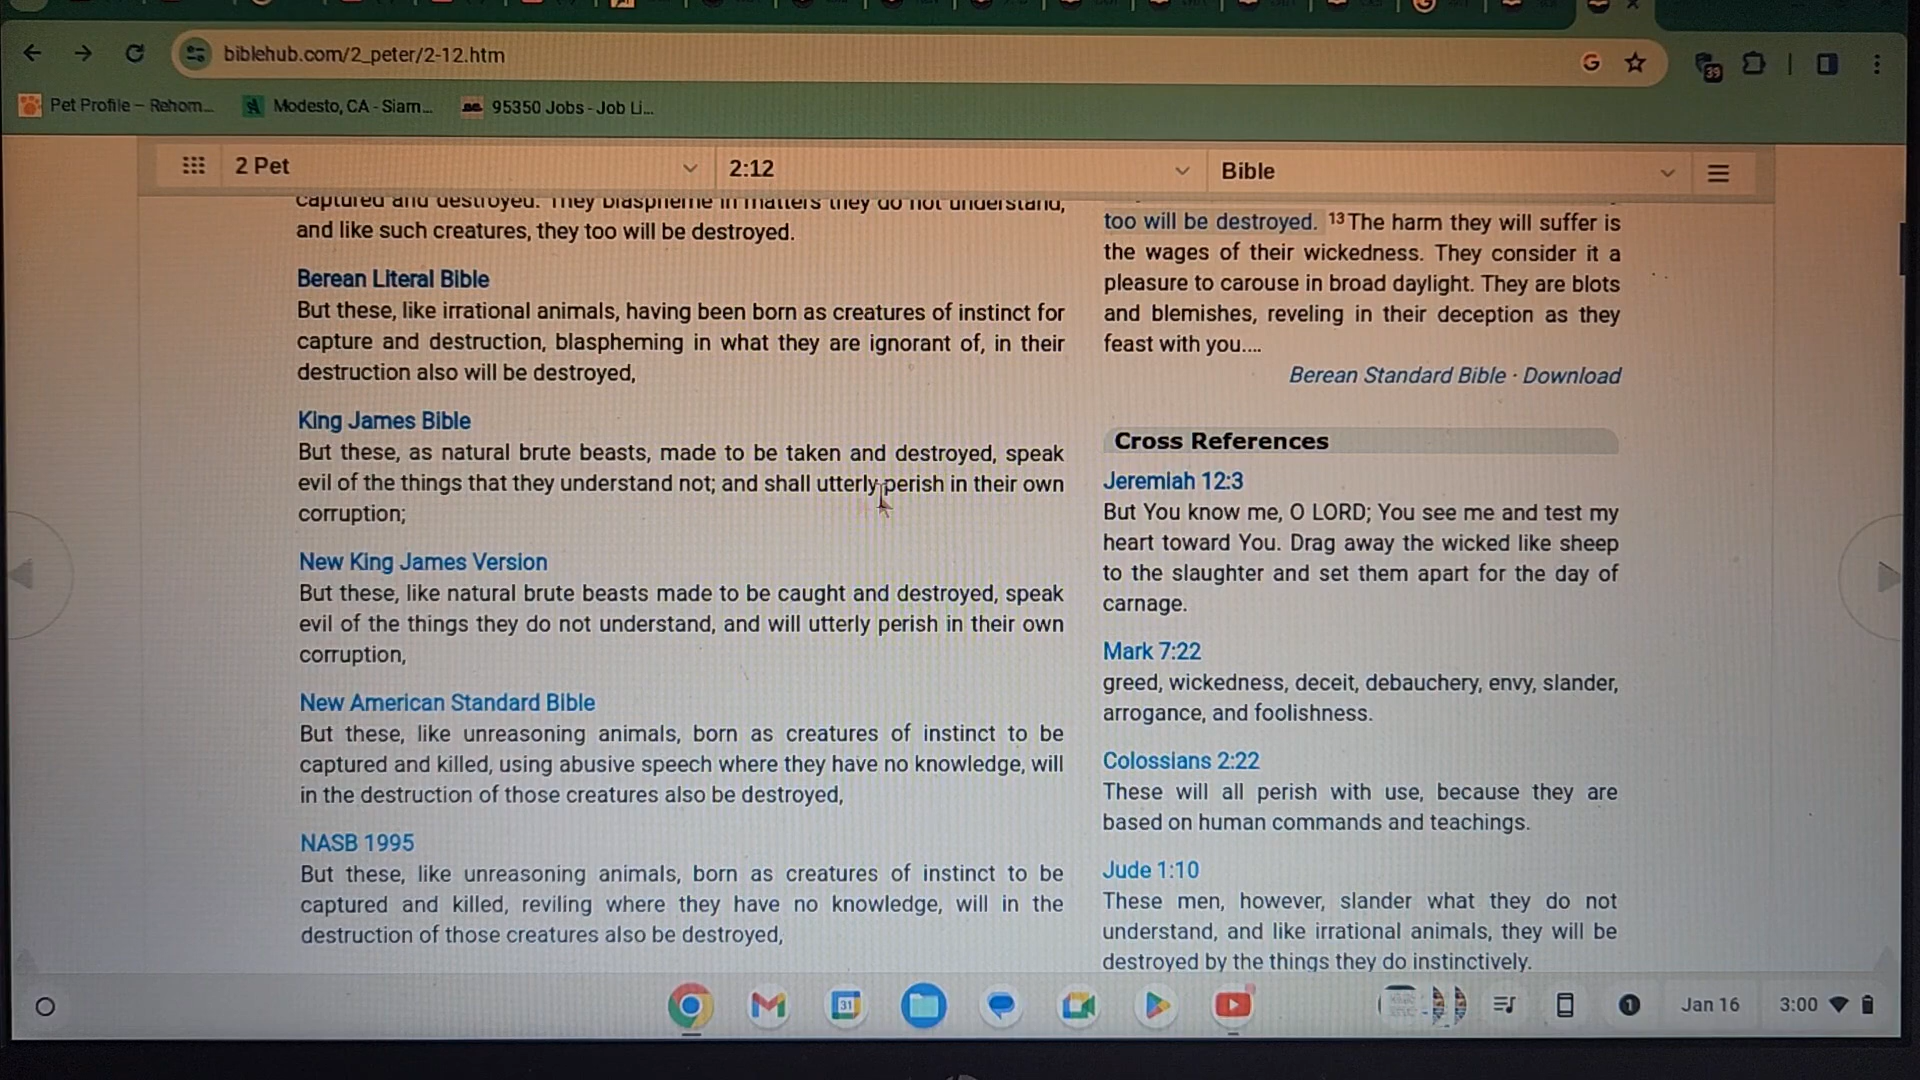 biblehub.com/2_peter/2-12.htm
39
Pet Profile – Rehom...
Modesto, CA - Siam...
95350 Jobs - Job Li...
2 Pet
2:12
Bible
captured and destroyed. They blaspheme in matters they do not understand,
and like such creatures, they too will be destroyed.
Berean Literal Bible
But these, like irrational animals, having been born as creatures of instinct for
capture and destruction, blaspheming in what they are ignorant of, in their
destruction also will be destroyed,
King James Bible
But these, as natural brute beasts, made to be taken and destroyed, speak
evil of the things that they understand not; and shall utterly perish in their own
corruption;
New King James Version
But these, like natural brute beasts made to be caught and destroyed, speak
evil of the things they do not understand, and will utterly perish in their own
corruption,
New American Standard Bible
But these, like unreasoning animals, born as creatures of instinct to be
captured and killed, using abusive speech where they have no knowledge, will
in the destruction of those creatures also be destroyed,
NASB 1995
But these, like unreasoning animals, born as creatures of instinct to be
captured and killed, reviling where they have no knowledge, will in the
destruction of those creatures also be destroyed,
too will be destroyed. 13The harm they will suffer is
the wages of their wickedness. They consider it a
pleasure to carouse in broad daylight. They are blots
and blemishes, reveling in their deception as they
feast with you....
Berean Standard Bible · Download
Cross References
Jeremiah 12:3
But You know me, O LORD; You see me and test my
heart toward You. Drag away the wicked like sheep
to the slaughter and set them apart for the day of
carnage.
Mark 7:22
greed, wickedness, deceit, debauchery, envy, slander,
arrogance, and foolishness.
Colossians 2:22
These will all perish with use, because they are
based on human commands and teachings.
Jude 1:10
These men, however, slander what they do not
understand, and like irrational animals, they will be
destroyed by the things they do instinctively.
31
1
Jan 16
3:00